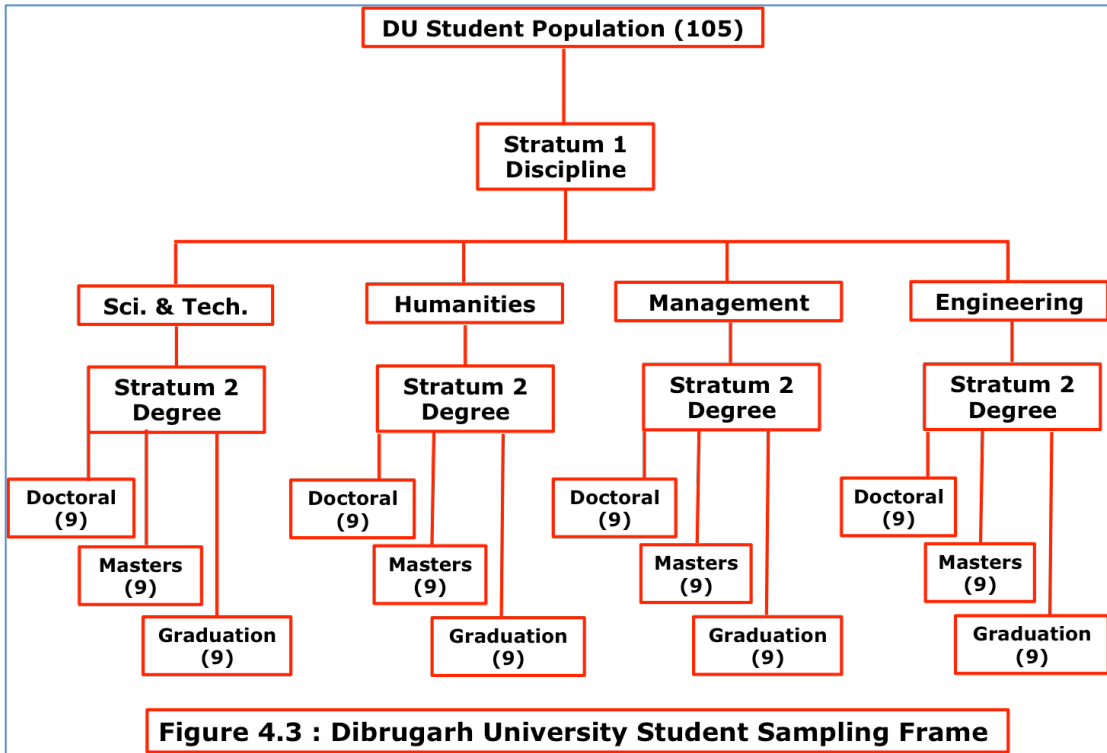 DU Student Population (105)
Stratum 1
Discipline
Sci. & Tech.
Humanities
Management
Engineering
Stratum 2
Degree
Stratum 2
Degree
Stratum 2
Degree
Stratum 2
Degree
Doctoral
(9)
Masters
(9)
Graduation
(9)
Doctoral
(9)
Masters
(9)
Graduation
(9)
Doctoral
(9)
Masters
(9)
Graduation
(9)
Doctoral
(9)
Masters
(9)
Graduation
(9)
Figure 4.3 : Dibrugarh University Student Sampling Frame